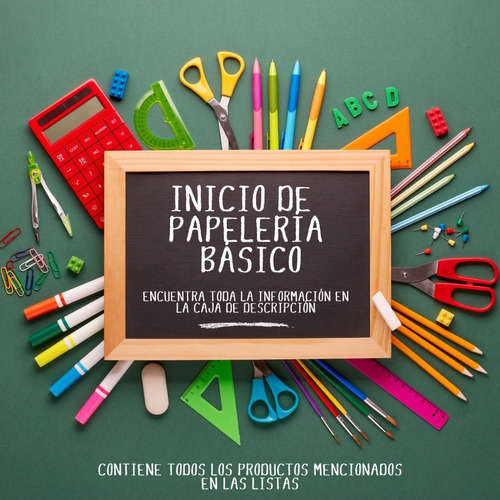 ABCD
INICIO DE
PAPELERÍA
BÁSICO
ENCUENTRA TODA LA INFORMACIÓN EN
LA CAJA DE DESCRIPCIÓN
CONTIENE TODOS LOS PRODUCTOS MENCIONADOS
EN LAS LISTAS